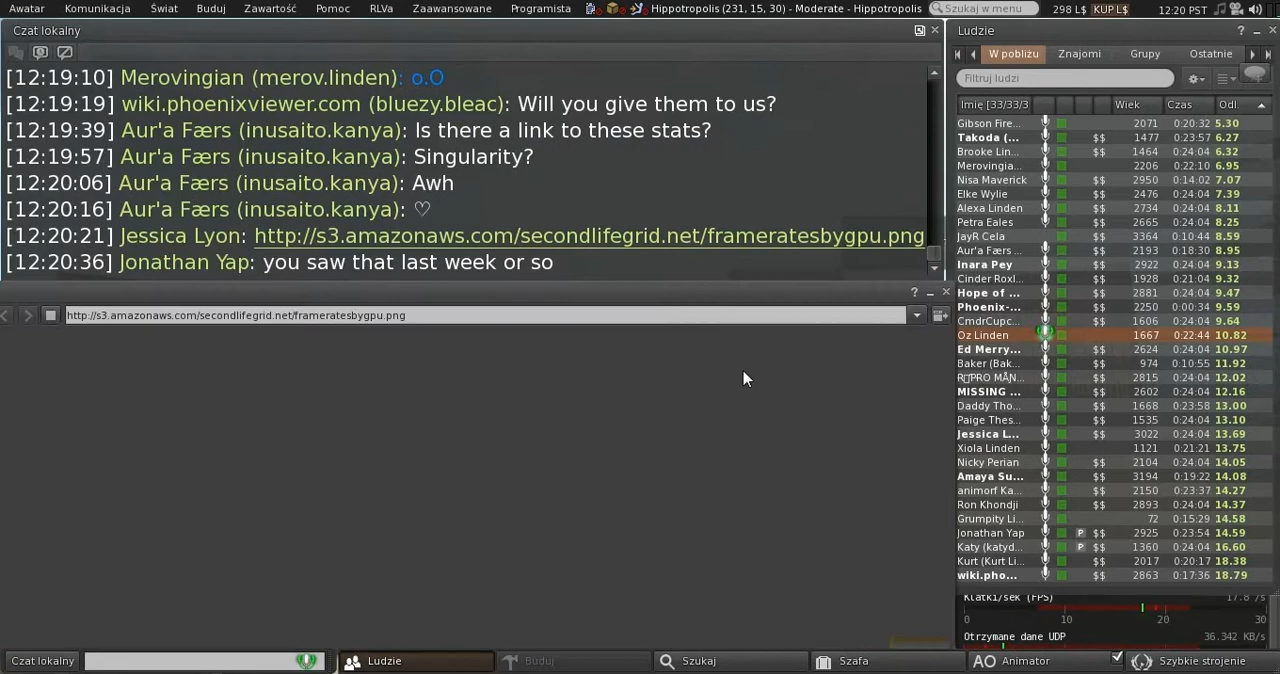 Awatar Komunikacja Świat Buduj Zawartość Pomoc RLVa Zaawansowane Programista Hippotropolis (231, 15, 30) - Moderate - Hippotropolis Szukaj w menu 298 L$ KUP L$ 12:20 PST
Czat lokalny
[12:19:10] Merovingian (merov.linden): o.O
[12:19:19] wiki.phoenixviewer.com (bluezy.bleac): Will you give them to us?
[12:19:39] Aur'a Færs (inusaito.kanya): Is there a link to these stats?
[12:19:57] Aur'a Færs (inusaito.kanya): Singularity?
[12:20:06] Aur'a Færs (inusaito.kanya): Awh
[12:20:16] Aur'a Færs (inusaito.kanya): ♡
[12:20:21] Jessica Lyon: http://s3.amazonaws.com/secondlifegrid.net/frameratesbygpu.png
[12:20:36] Jonathan Yap: you saw that last week or so
http://s3.amazonaws.com/secondlifegrid.net/frameratesbygpu.png
Ludzie
W pobliżu Znajomi Grupy Ostatnie
Filtruj ludzi
Imię [33/33/3 Wiek Czas Odl.
Gibson Fire... 2071 0:20:32 5.30
Takoda (... $$ 1477 0:23:57 6.27
Brooke Lin... $$ 1464 0:24:04 6.32
Merovingia... 2206 0:22:10 6.95
Nisa Maverick $$ 2950 0:14:02 7.07
Elke Wylie $$ 2476 0:24:04 7.39
Alexa Linden $$ 2734 0:24:04 8.11
Petra Eales $$ 2665 0:24:04 8.25
JayR Cela 3364 0:10:44 8.59
Aur'a Færs ... $$ 2193 0:18:30 8.95
Inara Pey $$ 2922 0:24:04 9.13
Cinder Roxl... $$ 1928 0:21:04 9.32
Hope of ... $$ 2881 0:24:04 9.47
Phoenix-... $$ 2250 0:00:34 9.59
CmdrCupc... $$ 1606 0:24:04 9.64
Oz Linden 1667 0:22:44 10.82
Ed Merry... $$ 2624 0:24:04 10.97
Baker (Bak... 974 0:10:55 11.92
$$ 2815 0:24:04 12.02
MISSING ... $$ 2602 0:24:04 12.16
Daddy Tho... $$ 1668 0:23:58 13.00
Paige Thes... $$ 1535 0:24:04 13.10
Jessica L... $$ 3022 0:24:04 13.69
Xiola Linden 1121 0:21:21 13.75
Nicky Perian $$ 2104 0:24:04 14.05
Amaya Su... $$ 3194 0:19:22 14.08
animorf Ka... $$ 2150 0:23:37 14.27
Ron Khondji $$ 2893 0:24:04 14.37
Grumpity Li... 72 0:15:29 14.58
Jonathan Yap P $$ 2925 0:23:54 14.59
Katy (katyd... P $$ 1360 0:24:04 16.60
Kurt (Kurt Li... $$ 2017 0:20:17 18.38
wiki.pho... $$ 2863 0:17:36 18.79
Klatki/sek (FPS) 17.8 /s
0 10 20 30
Otrzymane dane UDP 36.342 KB/s
Czat lokalny Ludzie Buduj Szukaj Szafa AO Animator Szybkie strojenie